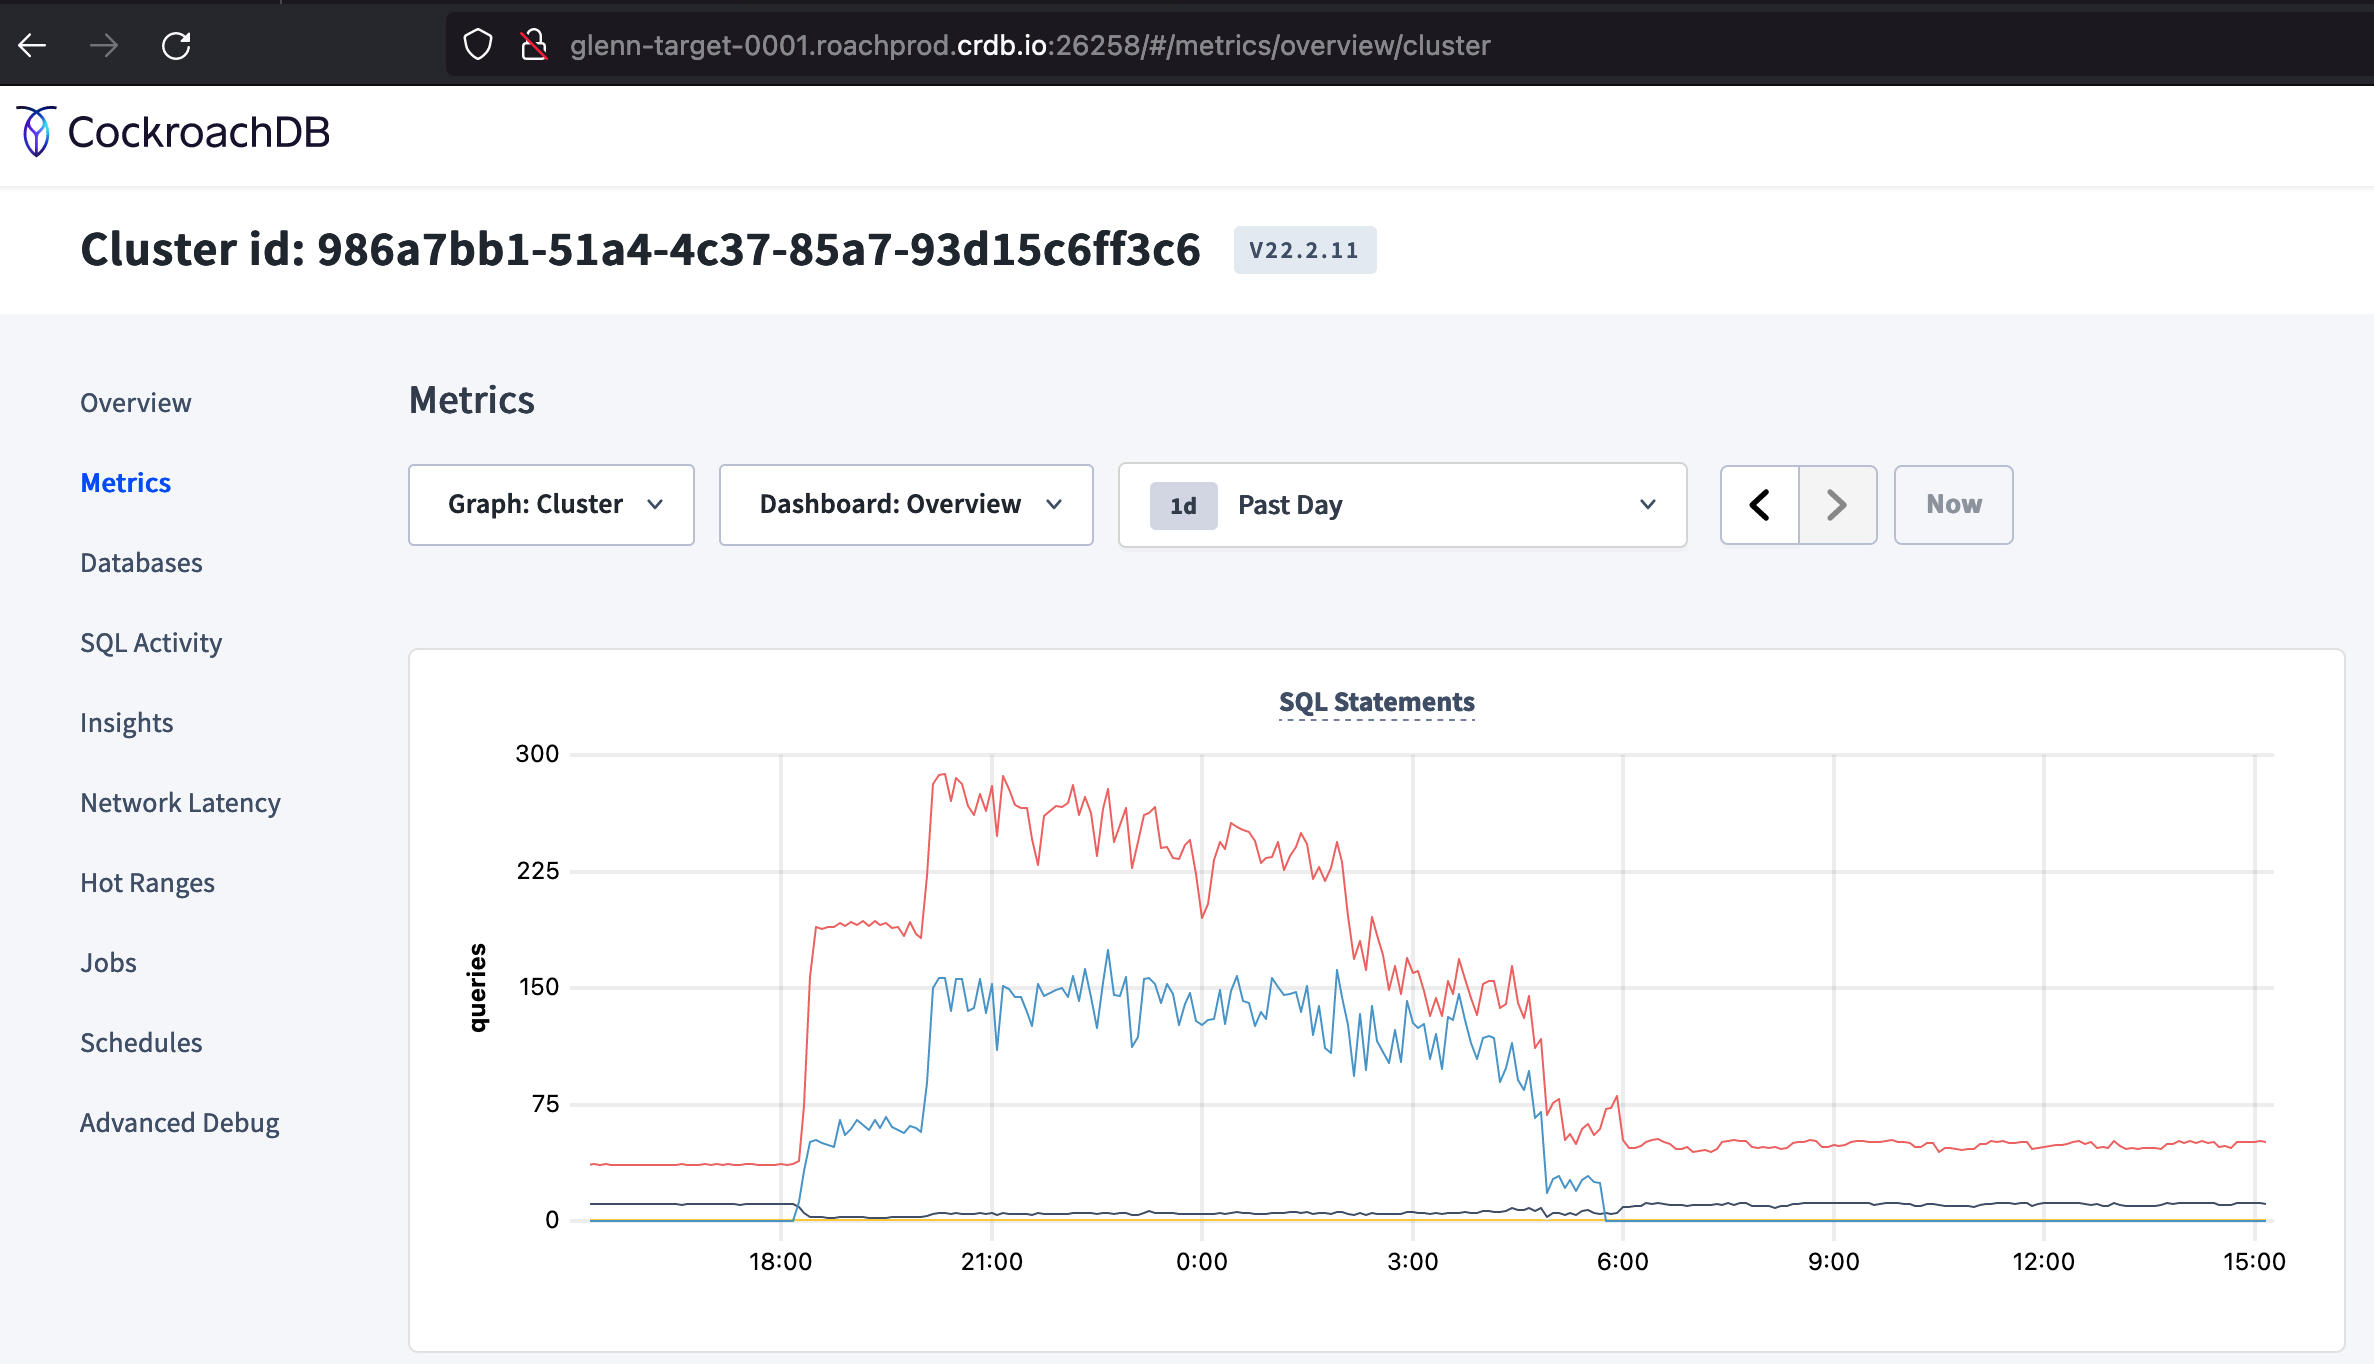 glenn-target-0001.roachprod.crdb.io:26258/#/metrics/overview/cluster
CockroachDB
Cluster id: 986a7bb1-51a4-4c37-85a7-93d15c6ff3c6
V22.2.11
Overview
Metrics
Databases
SQL Activity
Insights
Network Latency
Hot Ranges
Jobs
Schedules
Advanced Debug
Metrics
Graph: Cluster
Dashboard: Overview
1d Past Day
Now
SQL Statements
queries
300
225
150
75
0
18:00
21:00
0:00
3:00
6:00
9:00
12:00
15:00